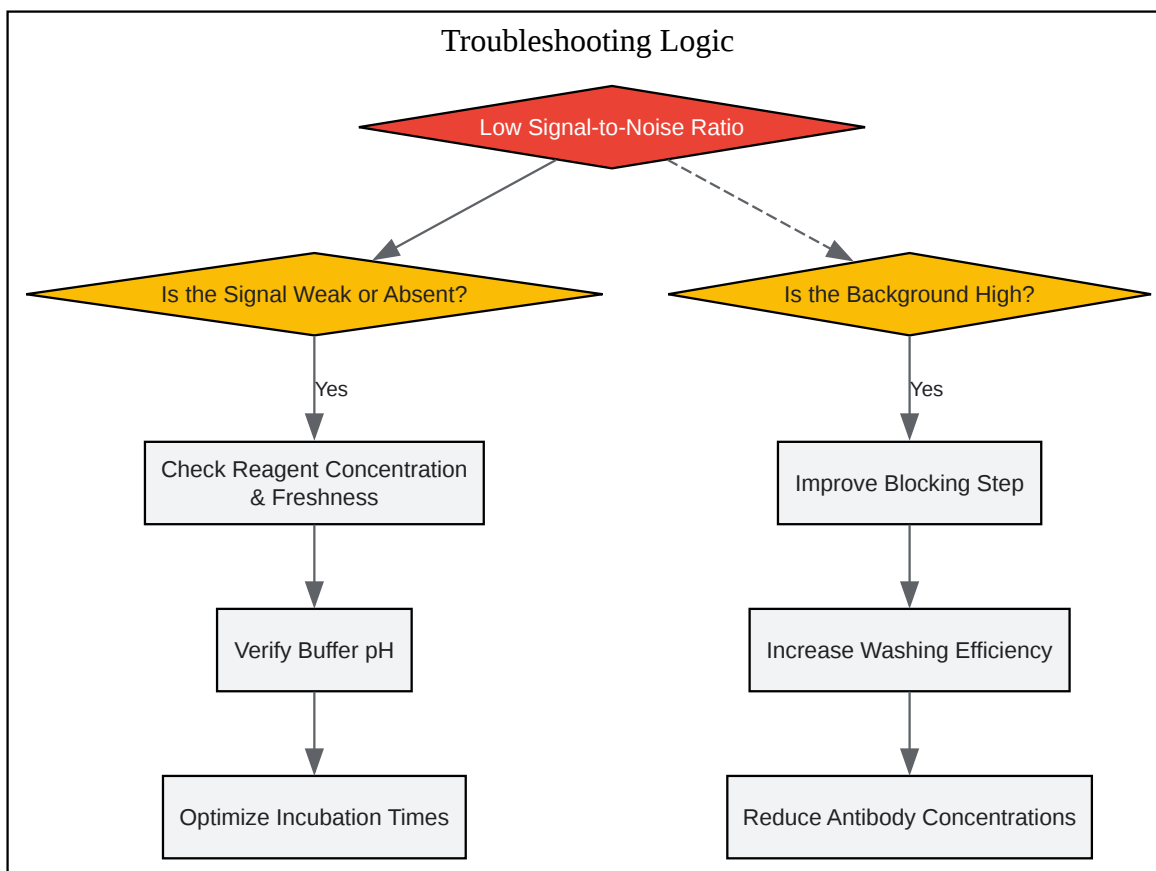 Troubleshooting Logic
Low Signal-to-Noise Ratio
Is the Signal Weak or Absent?
Is the Background High?
Yes
Yes
Check Reagent Concentration
& Freshness
Improve Blocking Step
Verify Buffer pH
Increase Washing Efficiency
Optimize Incubation Times
Reduce Antibody Concentrations